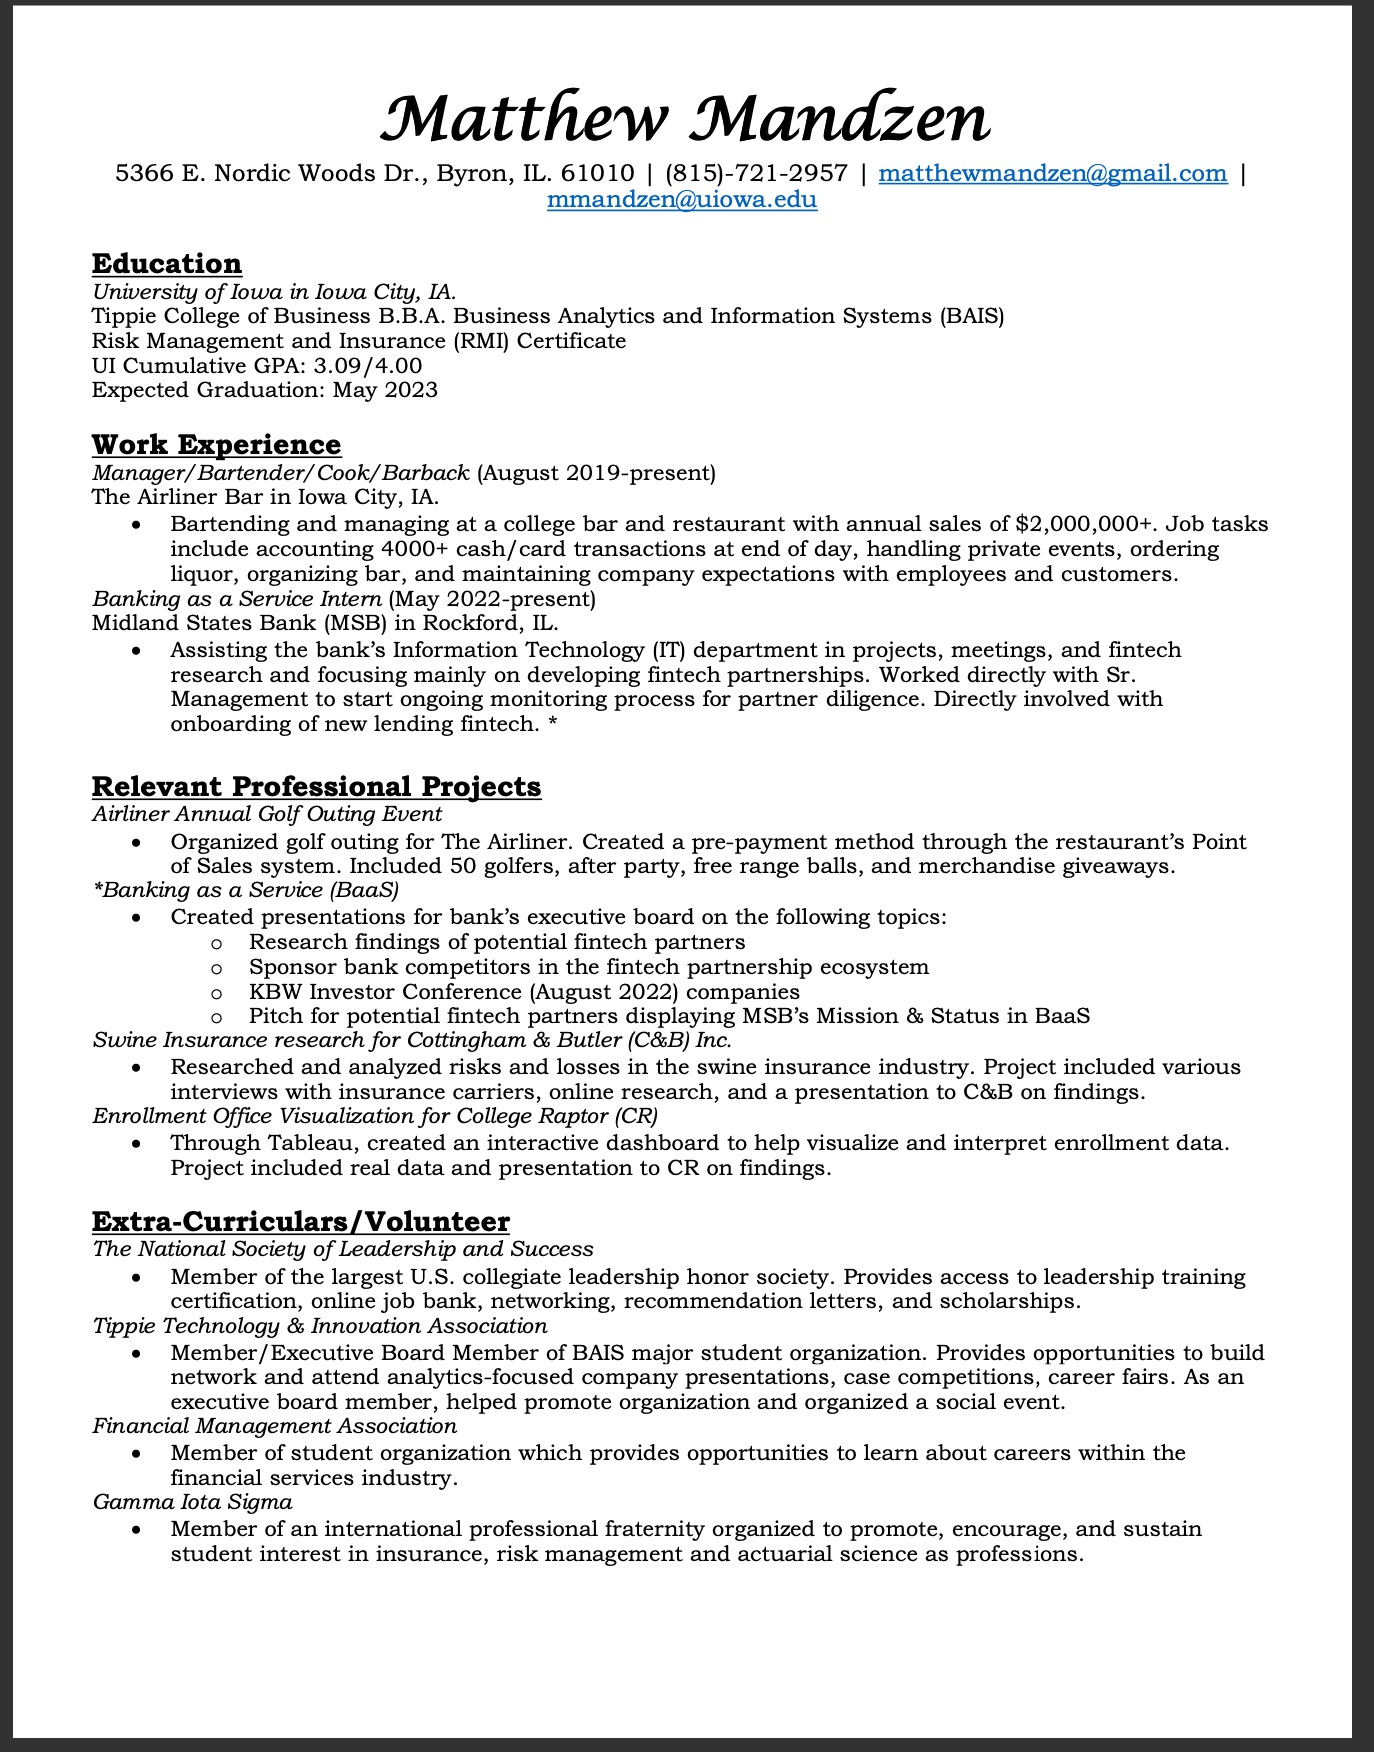 Matthew Mandzen
5366 E. Nordic Woods Dr., Byron, IL. 61010 | (815)-721-2957 | matthewmandzen@gmail.com |
mmandzen@uiowa.edu
Education
University of Iowa in Iowa City, IA.
Tippie College of Business B.B.A. Business Analytics and Information Systems (BAIS)
Risk Management and Insurance (RMI) Certificate
UI Cumulative GPA: 3.09/4.00
Expected Graduation: May 2023
Work Experience
Manager/Bartender/Cook/Barback (August 2019-present)
The Airliner Bar in Iowa City, IA.
• Bartending and managing at a college bar and restaurant with annual sales of $2,000,000+. Job tasks
include accounting 4000+ cash/card transactions at end of day, handling private events, ordering
liquor, organizing bar, and maintaining company expectations with employees and customers.
Banking as a Service Intern (May 2022-present)
Midland States Bank (MSB) in Rockford, IL.
• Assisting the bank’s Information Technology (IT) department in projects, meetings, and fintech
research and focusing mainly on developing fintech partnerships. Worked directly with Sr.
Management to start ongoing monitoring process for partner diligence. Directly involved with
onboarding of new lending fintech. *
Relevant Professional Projects
Airliner Annual Golf Outing Event
• Organized golf outing for The Airliner. Created a pre-payment method through the restaurant’s Point
of Sales system. Included 50 golfers, after party, free range balls, and merchandise giveaways.
*Banking as a Service (BaaS)
• Created presentations for bank’s executive board on the following topics:
o Research findings of potential fintech partners
o Sponsor bank competitors in the fintech partnership ecosystem
o KBW Investor Conference (August 2022) companies
o Pitch for potential fintech partners displaying MSB’s Mission & Status in BaaS
Swine Insurance research for Cottingham & Butler (C&B) Inc.
• Researched and analyzed risks and losses in the swine insurance industry. Project included various
interviews with insurance carriers, online research, and a presentation to C&B on findings.
Enrollment Office Visualization for College Raptor (CR)
• Through Tableau, created an interactive dashboard to help visualize and interpret enrollment data.
Project included real data and presentation to CR on findings.
Extra-Curriculars/Volunteer
The National Society of Leadership and Success
• Member of the largest U.S. collegiate leadership honor society. Provides access to leadership training
certification, online job bank, networking, recommendation letters, and scholarships.
Tippie Technology & Innovation Association
• Member/Executive Board Member of BAIS major student organization. Provides opportunities to build
network and attend analytics-focused company presentations, case competitions, career fairs. As an
executive board member, helped promote organization and organized a social event.
Financial Management Association
• Member of student organization which provides opportunities to learn about careers within the
financial services industry.
Gamma Iota Sigma
• Member of an international professional fraternity organized to promote, encourage, and sustain
student interest in insurance, risk management and actuarial science as professions.